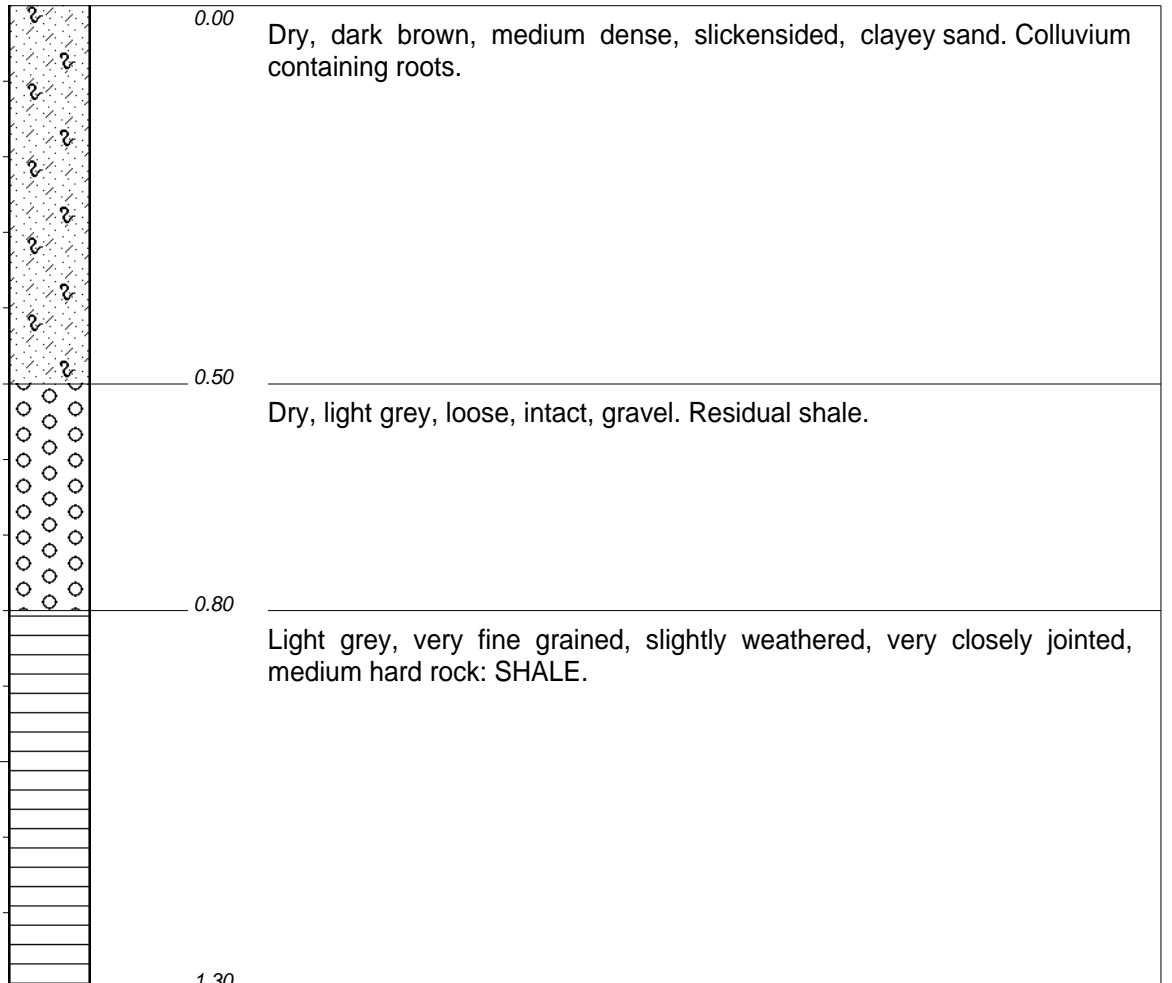 0.00
Dry, dark brown, medium dense, slickensided, clayey sand. Colluvium
containing roots.
0.50
Dry, light grey, loose, intact, gravel. Residual shale.
0.80
Light grey, very fine grained, slightly weathered, very closely jointed,
medium hard rock: SHALE.
1.30